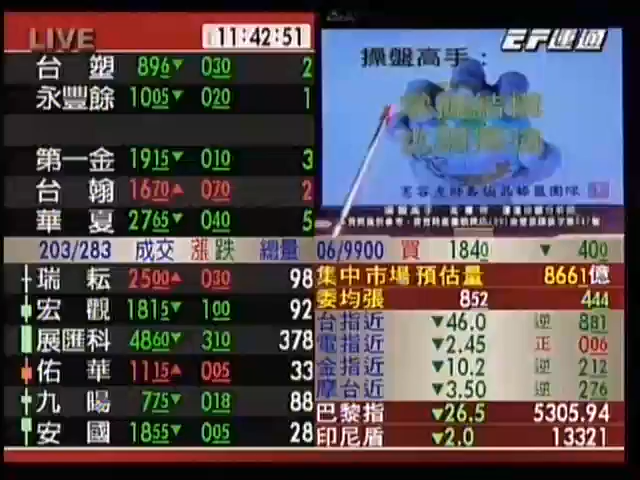 LIVE 11:42:51
台塑 896▼ 030 2
永豐餘 1005▼ 020 1
第一金 1915▼ 010 3
台翰 1670▲ 070 2
華夏 2765▼ 040 5
203/283 成交 漲跌 總量
瑞耘 2500▲ 030 98
宏觀 1815▼ 100 92
展匯科 4860▼ 310 378
佑華 1115▲ 005 33
九暘 775▼ 018 88
安國 1855▼ 005 28
EF運通
操盤高手：
06/9900 買 1840 ▼ 400
集中市場預估量 8661億
委均張 852 444
台指近 ▼46.0 逆 881
電指近 ▼2.45 正 006
金指近 ▼10.2 逆 212
摩台近 ▼3.50 逆 276
巴黎指 ▼26.5 5305.94
印尼盾 ▼2.0 13321